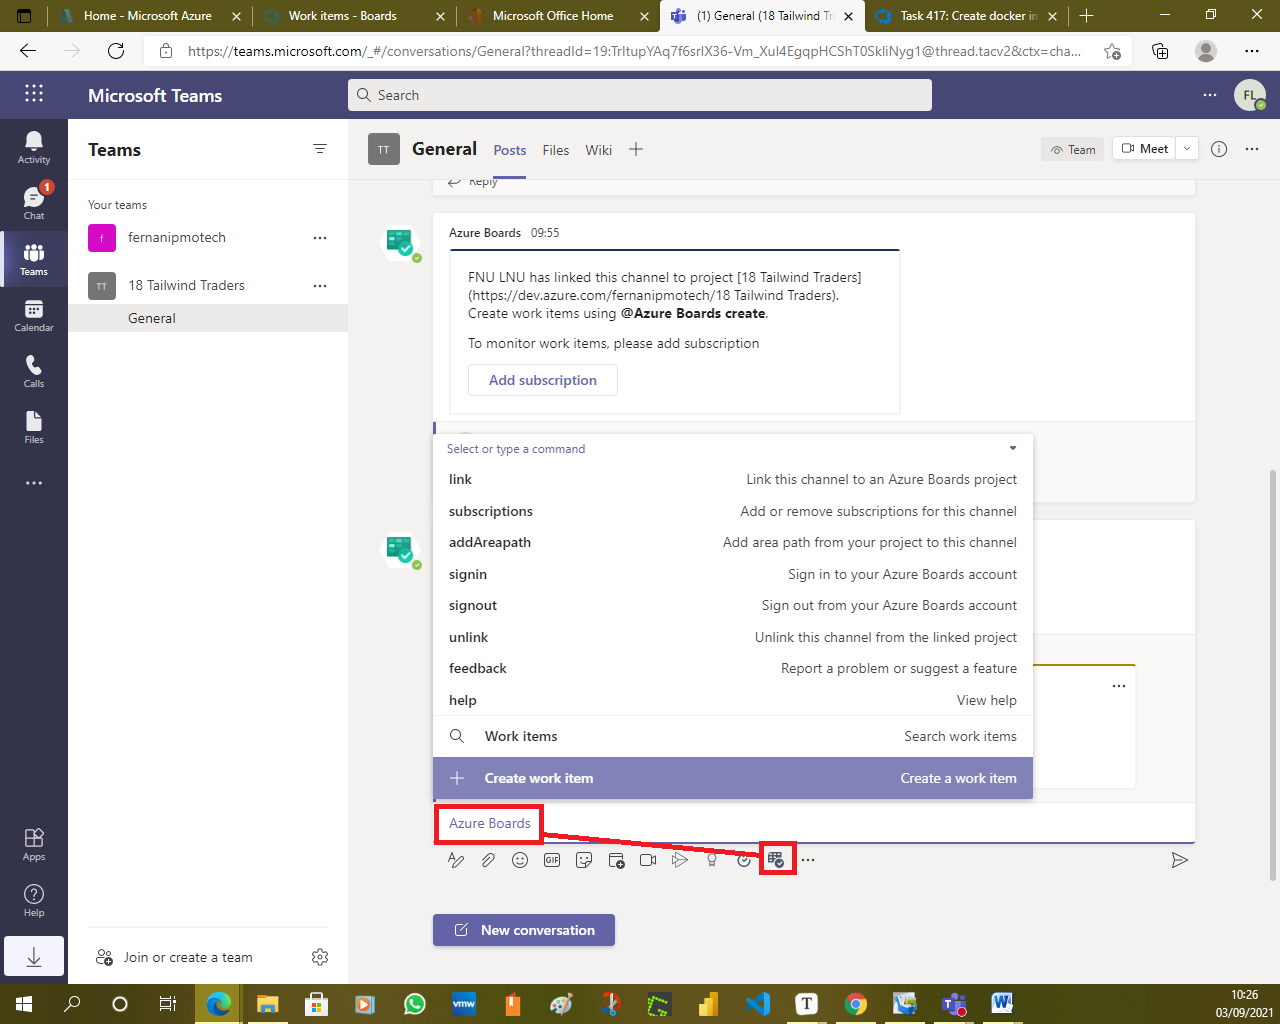 Home - Microsoft Azure
Work items - Boards
Microsoft Office Home
(1) General (18 Tailwind Tr
Task 417: Create docker in
https://teams.microsoft.com/_#/conversations/General?threadId=19:TrItupYAq7f6srlX36-Vm_Xul4EgqpHCShT0SkIiNyg1@thread.tacv2&ctx=cha...
Microsoft Teams
Search
FL
Activity
1
Chat
Teams
Calendar
Calls
Files
Apps
Help
Teams
Your teams
f
fernanipmotech
TT
18 Tailwind Traders
General
Join or create a team
TT
General
Posts
Files
Wiki
Team
Meet
Reply
Azure Boards 09:55
FNU LNU has linked this channel to project [18 Tailwind Traders]
(https://dev.azure.com/fernanipmotech/18 Tailwind Traders).
Create work items using @Azure Boards create.
To monitor work items, please add subscription
Add subscription
Select or type a command
link Link this channel to an Azure Boards project
subscriptions Add or remove subscriptions for this channel
addAreapath Add area path from your project to this channel
signin Sign in to your Azure Boards account
signout Sign out from your Azure Boards account
unlink Unlink this channel from the linked project
feedback Report a problem or suggest a feature
help View help
Work items Search work items
Create work item Create a work item
Azure Boards
GIF
New conversation
vmw
T
10:26
03/09/2021